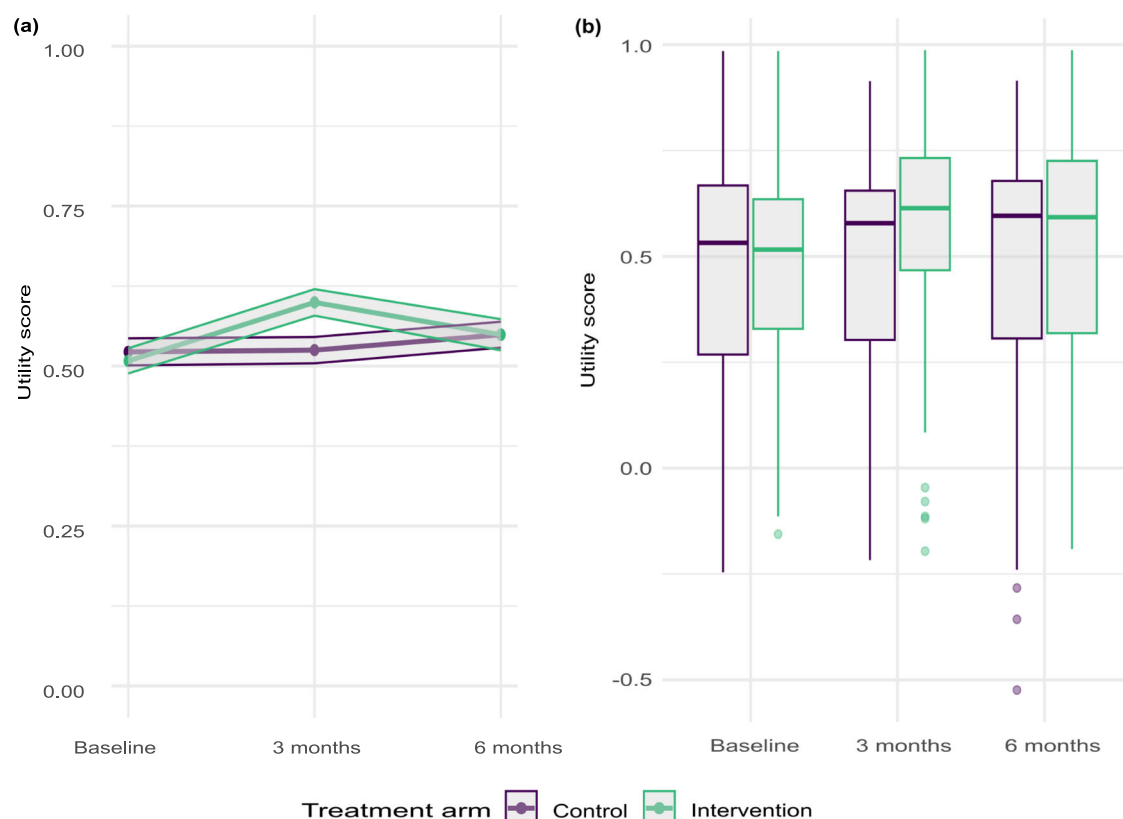 (a)
1.00
0.75
0.50
0.25
0.00
Utility score
Baseline 3 months 6 months
(b)
1.0
0.5
0.0
-0.5
Utility score
Baseline 3 months 6 months
Treatment arm Control Intervention